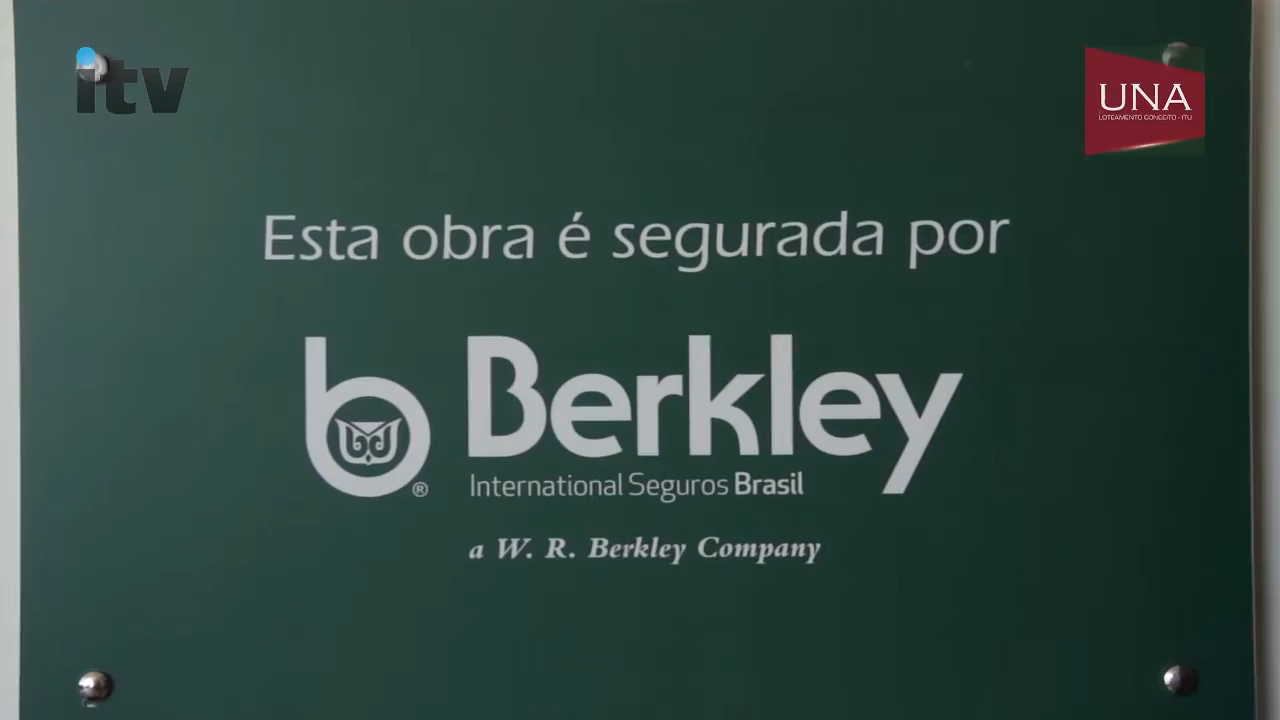 itv
UNA
LOTEAMENTO CONCEITO - ITU
Esta obra é segurada por
b
®
Berkley
International Seguros Brasil
a W. R. Berkley Company